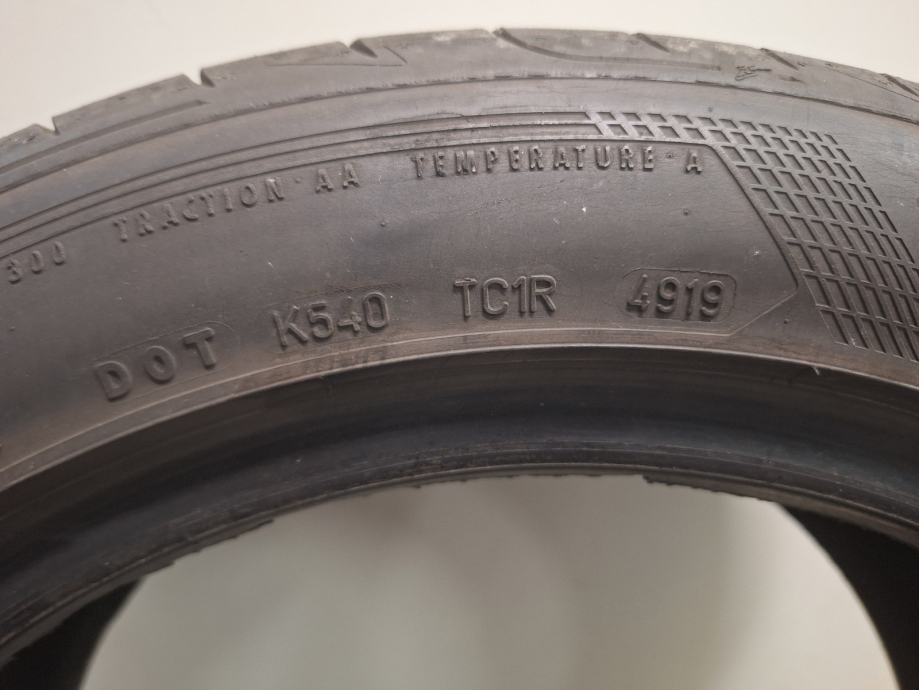 300 TRACTION AA TEMPERATURE A
DOT K540 TC1R 4919